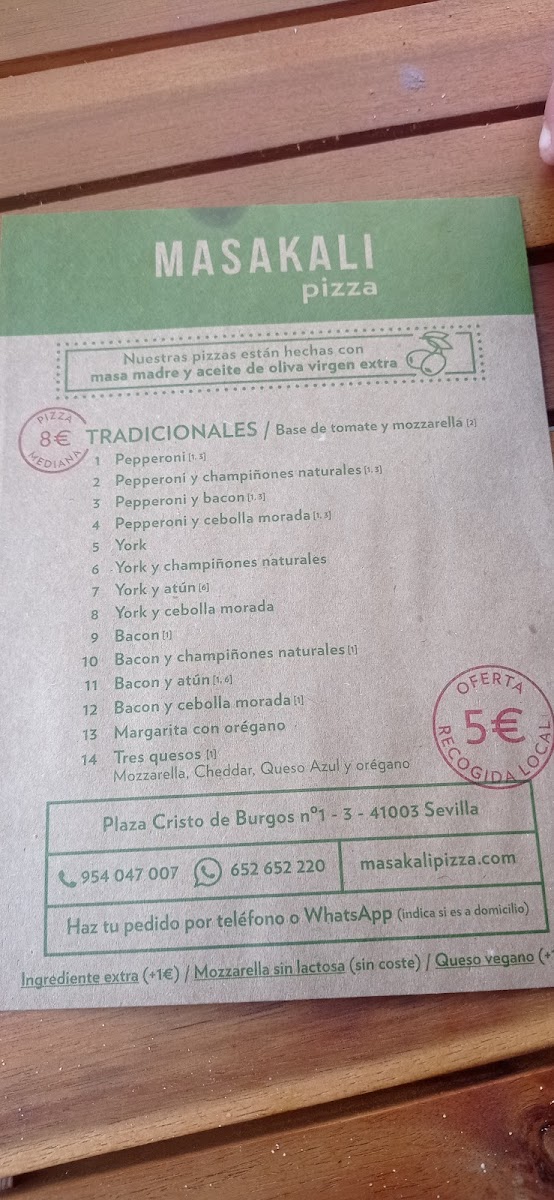 MASAKALI
pizza
Nuestras pizzas están hechas con
masa madre y aceite de oliva virgen extra
PIZZA
8€
MEDIANA
TRADICIONALES / Base de tomate y mozzarella [2]
1 Pepperoni [1, 3]
2 Pepperoni y champiñones naturales [1, 3]
3 Pepperoni y bacon [1, 3]
4 Pepperoni y cebolla morada [1, 3]
5 York
6 York y champiñones naturales
7 York y atún [6]
8 York y cebolla morada
9 Bacon [1]
10 Bacon y champiñones naturales [1]
11 Bacon y atún [1, 6]
12 Bacon y cebolla morada [1]
13 Margarita con orégano
14 Tres quesos [1]
Mozzarella, Cheddar, Queso Azul y orégano
OFERTA
5€
RECOGIDA LOCAL
Plaza Cristo de Burgos nº1 - 3 - 41003 Sevilla
954 047 007 652 652 220 masakalipizza.com
Haz tu pedido por teléfono o WhatsApp (indica si es a domicilio)
Ingrediente extra (+1€) / Mozzarella sin lactosa (sin coste) / Queso vegano (+